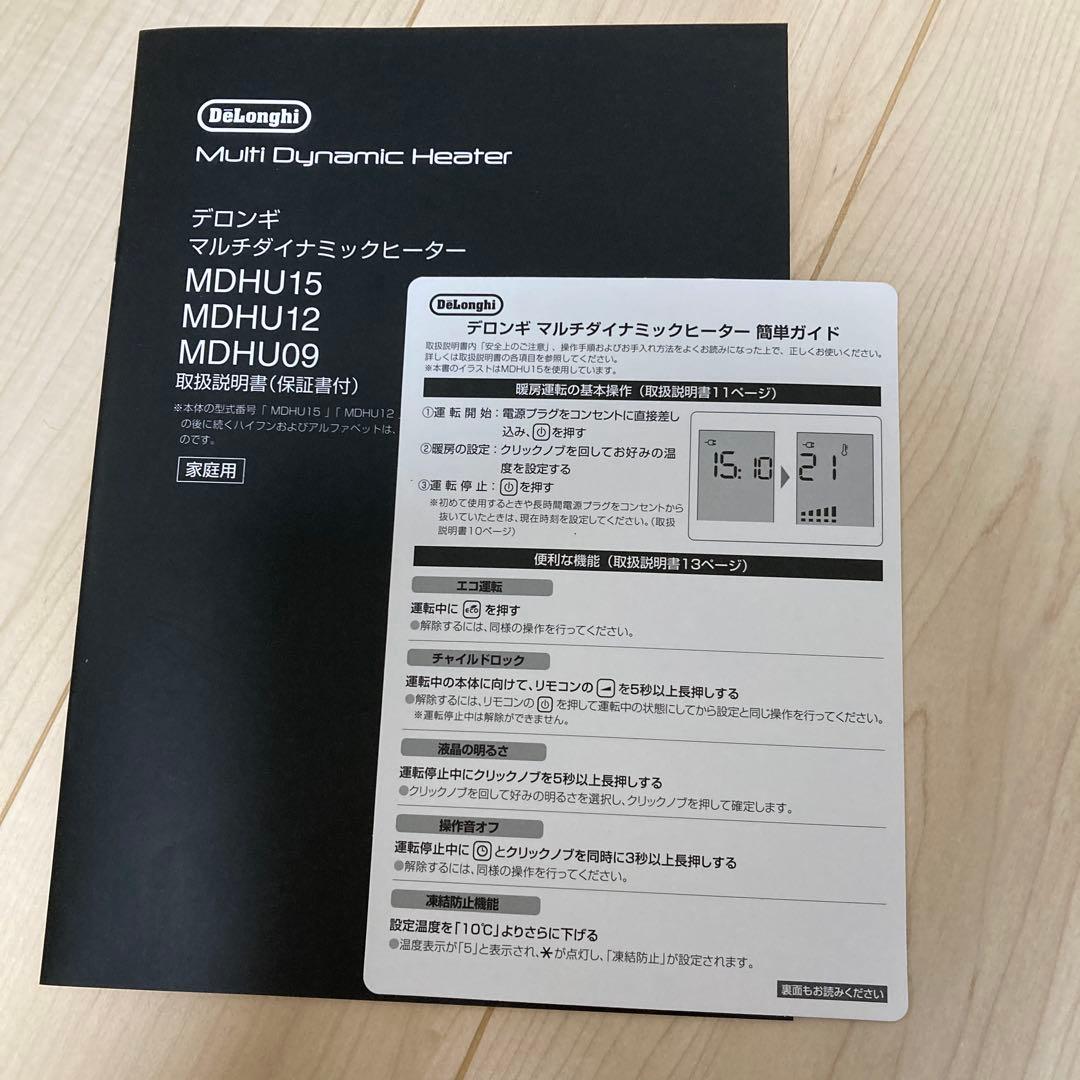 DeLonghi
Multi Dynamic Heater
デロンギ
マルチダイナミックヒーター
MDHU15
MDHU12
MDHU09
取扱説明書(保証書付)
※本体の型式番号「MDHU15」「MDHU12」
の後に続くハイフンおよびアルファベットは、
のです。
家庭用
DeLonghi
デロンギ マルチダイナミックヒーター 簡単ガイド
取扱説明書内「安全上のご注意」、操作手順およびお手入れ方法をよくお読みになった上で、正しくお使いください。
詳しくは取扱説明書の各項目を参照してください。
※本書のイラストはMDHU15を使用しています。
暖房運転の基本操作(取扱説明書11ページ)
①運転開始:電源プラグをコンセントに直接差し
込み、を押す
②暖房の設定:クリックノブを回してお好みの温
度を設定する
③運転停止:を押す
※初めて使用するときや長時間電源プラグをコンセントから
抜いていたときは、現在時刻を設定してください。(取扱
説明書10ページ)
15:10
21
便利な機能(取扱説明書13ページ)
エコ運転
運転中に eco を押す
●解除するには、同様の操作を行ってください。
チャイルドロック
運転中の本体に向けて、リモコンの を5秒以上長押しする
●解除するには、リモコンの を押して運転中の状態にしてから設定と同じ操作を行ってください。
※運転停止中は解除ができません。
液晶の明るさ
運転停止中にクリックノブを5秒以上長押しする
●クリックノブを回して好みの明るさを選択し、クリックノブを押して確定します。
操作音オフ
運転停止中に とクリックノブを同時に3秒以上長押しする
●解除するには、同様の操作を行ってください。
凍結防止機能
設定温度を「10℃」よりさらに下げる
●温度表示が「5」と表示され、が点灯し、「凍結防止」が設定されます。
裏面もお読みください